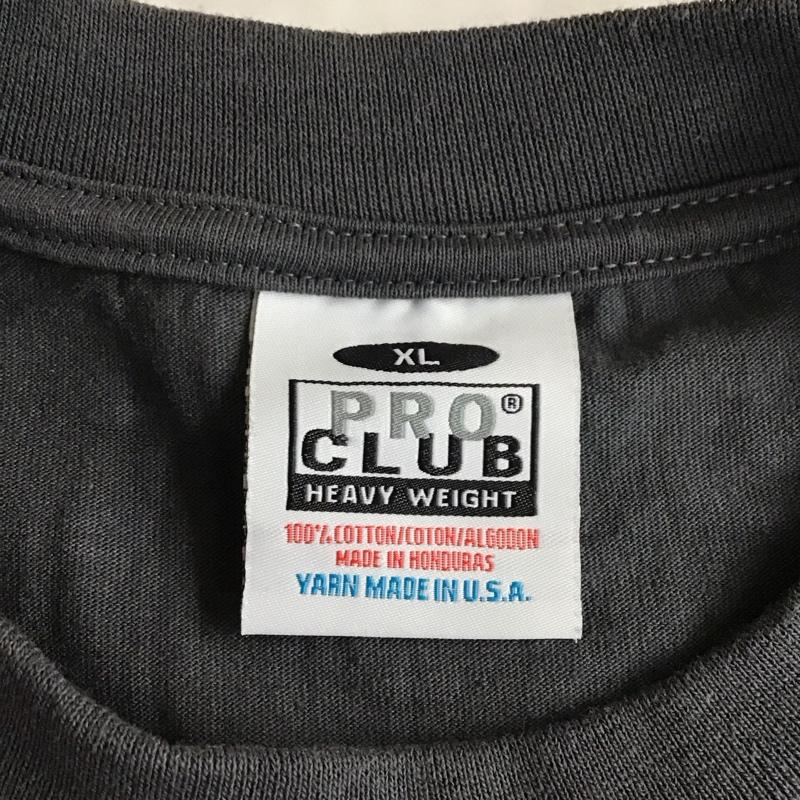 XL
PRO®
CLUB
HEAVY WEIGHT
100% COTTON/COTON/ALGODON
MADE IN HONDURAS
YARN MADE IN U.S.A.